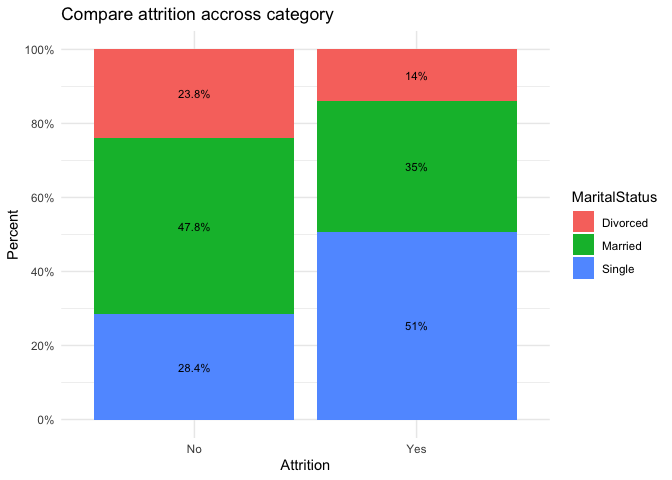 Compare attrition accross category
100%
80%
60%
40%
20%
0%
Percent
23.8%
47.8%
28.4%
14%
35%
51%
No
Yes
Attrition
MaritalStatus
Divorced
Married
Single